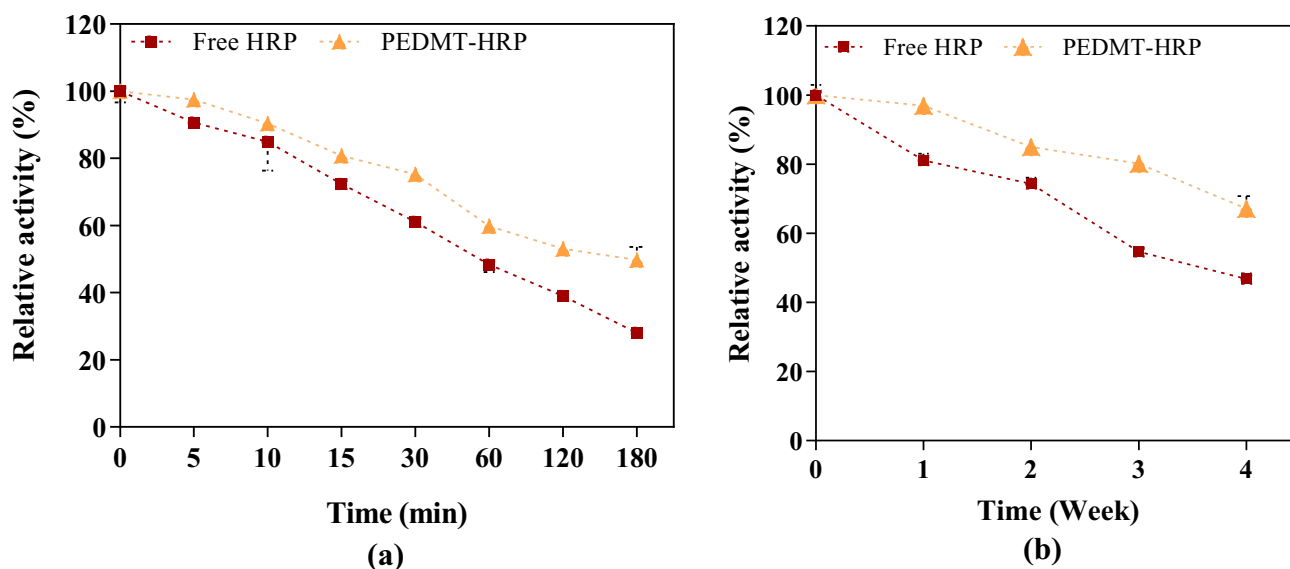 Free HRP PEDMT-HRP
Relative activity (%)
120
100
80
60
40
20
0
0 5 10 15 30 60 120 180
Time (min)
(a)
Free HRP PEDMT-HRP
Relative activity (%)
120
100
80
60
40
20
0
0 1 2 3 4
Time (Week)
(b)